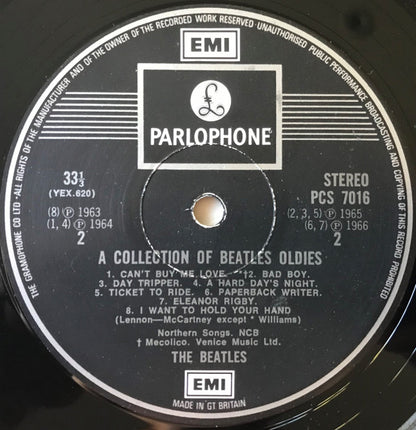 THE GRAMOPHONE CO LTD · ALL RIGHTS OF THE MANUFACTURER AND OF THE OWNER OF THE RECORDED WORK RESERVED · UNAUTHORISED PUBLIC PERFORMANCE BROADCASTING AND COPYING OF THIS RECORD PROHIBITED
EMI
£
PARLOPHONE
33⅓
(YEX.620)
(8) ℗ 1963
(1, 4) ℗ 1964
2
STEREO
PCS 7016
(2, 3, 5) ℗ 1965
(6, 7) ℗ 1966
2
A COLLECTION OF BEATLES OLDIES
1. CAN'T BUY ME LOVE. *†2. BAD BOY.
3. DAY TRIPPER. 4. A HARD DAY'S NIGHT.
5. TICKET TO RIDE. 6. PAPERBACK WRITER.
7. ELEANOR RIGBY.
8. I WANT TO HOLD YOUR HAND
(Lennon—McCartney except * Williams)
Northern Songs. NCB
† Mecolico. Venice Music Ltd.
THE BEATLES
EMI
MADE IN GT BRITAIN